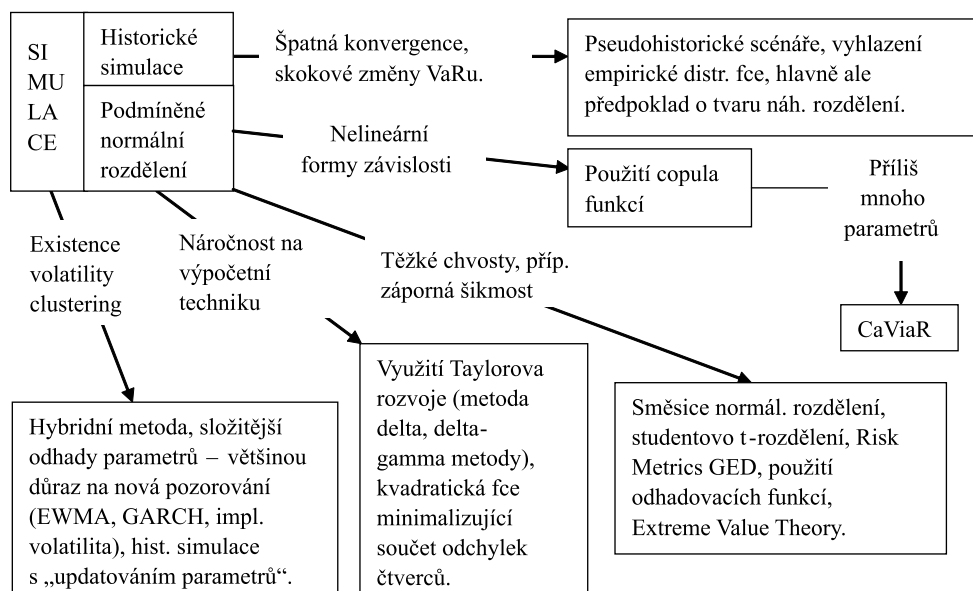 SI
MU
LA
CE
Historické
simulace
Podmíněné
normální
rozdělení
Špatná konvergence,
skokové změny VaRu.
Pseudohistorické scénáře, vyhlazení
empirické distr. fce, hlavně ale
předpoklad o tvaru náh. rozdělení.
Nelineární
formy závislosti
Použití copula
funkcí
Příliš
mnoho
parametrů
CaViaR
Existence
volatility
clustering
Náročnost na
výpočetní
techniku
Těžké chvosty, příp.
záporná šikmost
Hybridní metoda, složitější
odhady parametrů – většinou
důraz na nová pozorování
(EWMA, GARCH, impl.
volatilita), hist. simulace
s „updatováním parametrů“.
Využití Taylorova
rozvoje (metoda
delta, delta-
gamma metody),
kvadratická fce
minimalizující
součet odchylek
čtverců.
Směsice normál. rozdělení,
studentovo t-rozdělení, Risk
Metrics GED, použití
odhadovacích funkcí,
Extreme Value Theory.